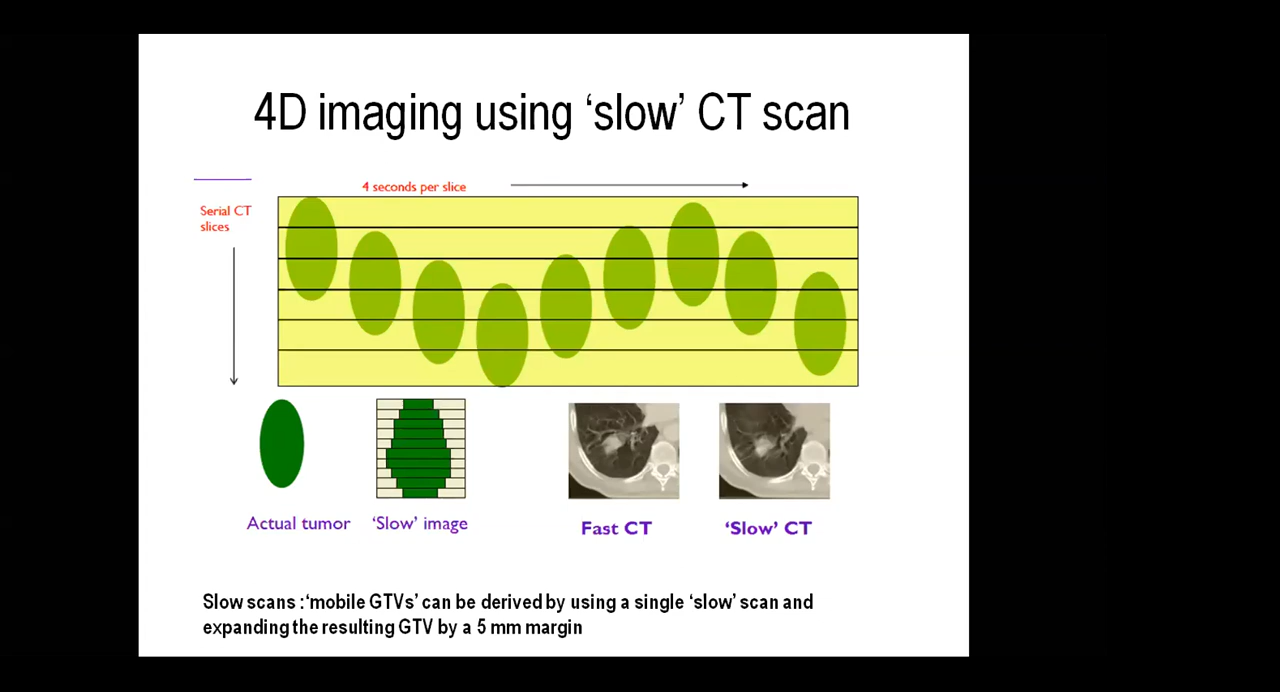 4D imaging using ‘slow’ CT scan
4 seconds per slice
Serial CT
slices
Actual tumor
‘Slow’ image
Fast CT
‘Slow’ CT
Slow scans :‘mobile GTVs’ can be derived by using a single ‘slow’ scan and
expanding the resulting GTV by a 5 mm margin